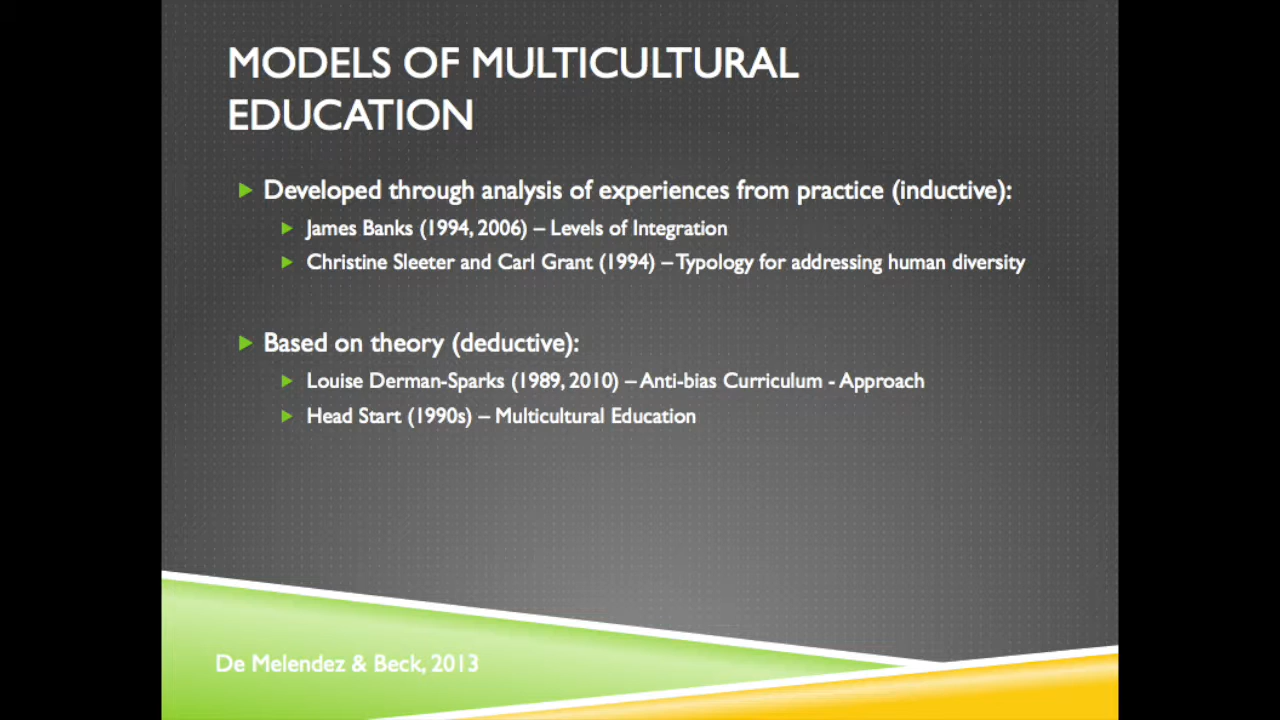 MODELS OF MULTICULTURAL
EDUCATION
Developed through analysis of experiences from practice (inductive):
James Banks (1994, 2006) – Levels of Integration
Christine Sleeter and Carl Grant (1994) – Typology for addressing human diversity
Based on theory (deductive):
Louise Derman-Sparks (1989, 2010) – Anti-bias Curriculum - Approach
Head Start (1990s) – Multicultural Education
De Melendez & Beck, 2013